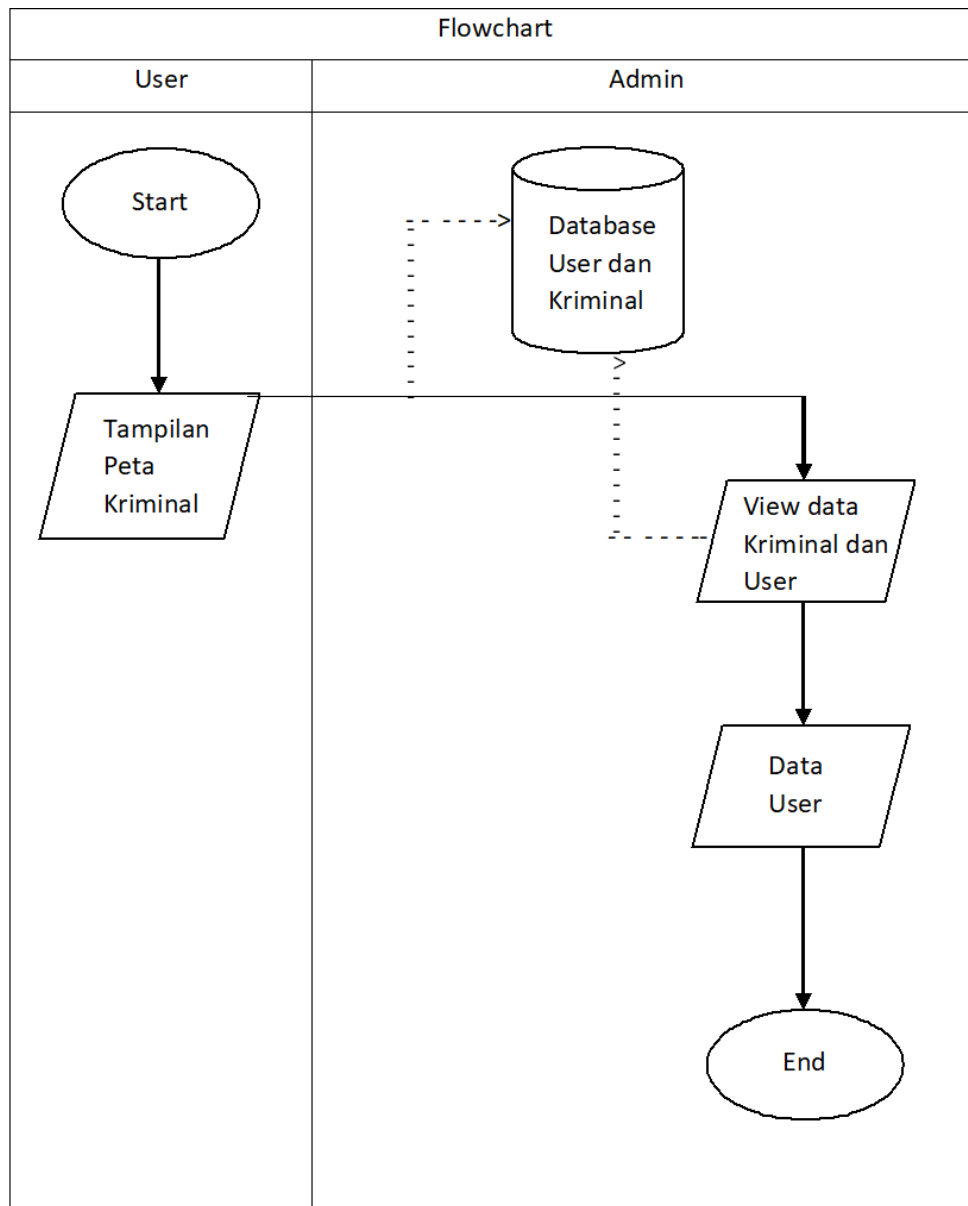 Flowchart
User
Admin
Start
Database
User dan
Kriminal
Tampilan
Peta
Kriminal
View data
Kriminal dan
User
Data
User
End